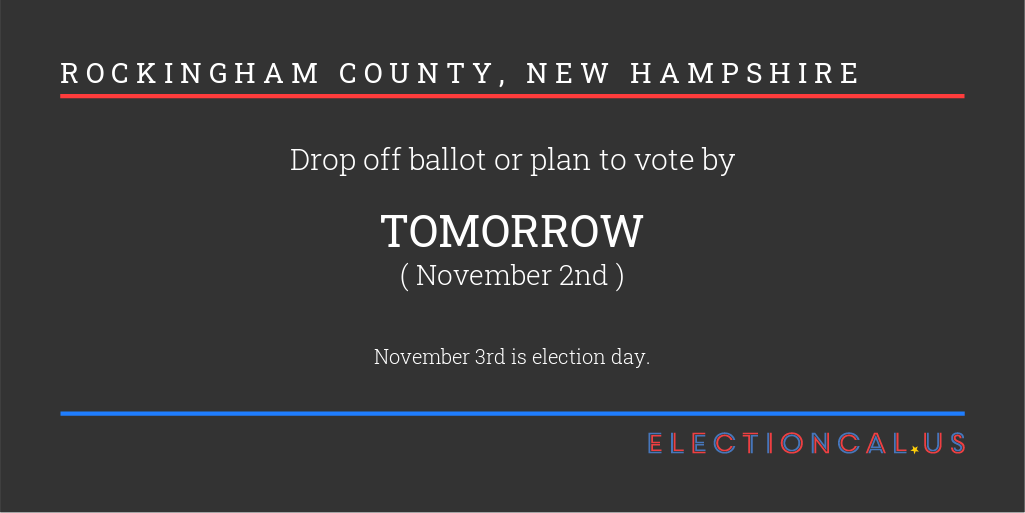 ROCKINGHAM COUNTY, NEW HAMPSHIRE
Drop off ballot or plan to vote by
TOMORROW
( November 2nd )
November 3rd is election day.
ELECTIONCAL.US